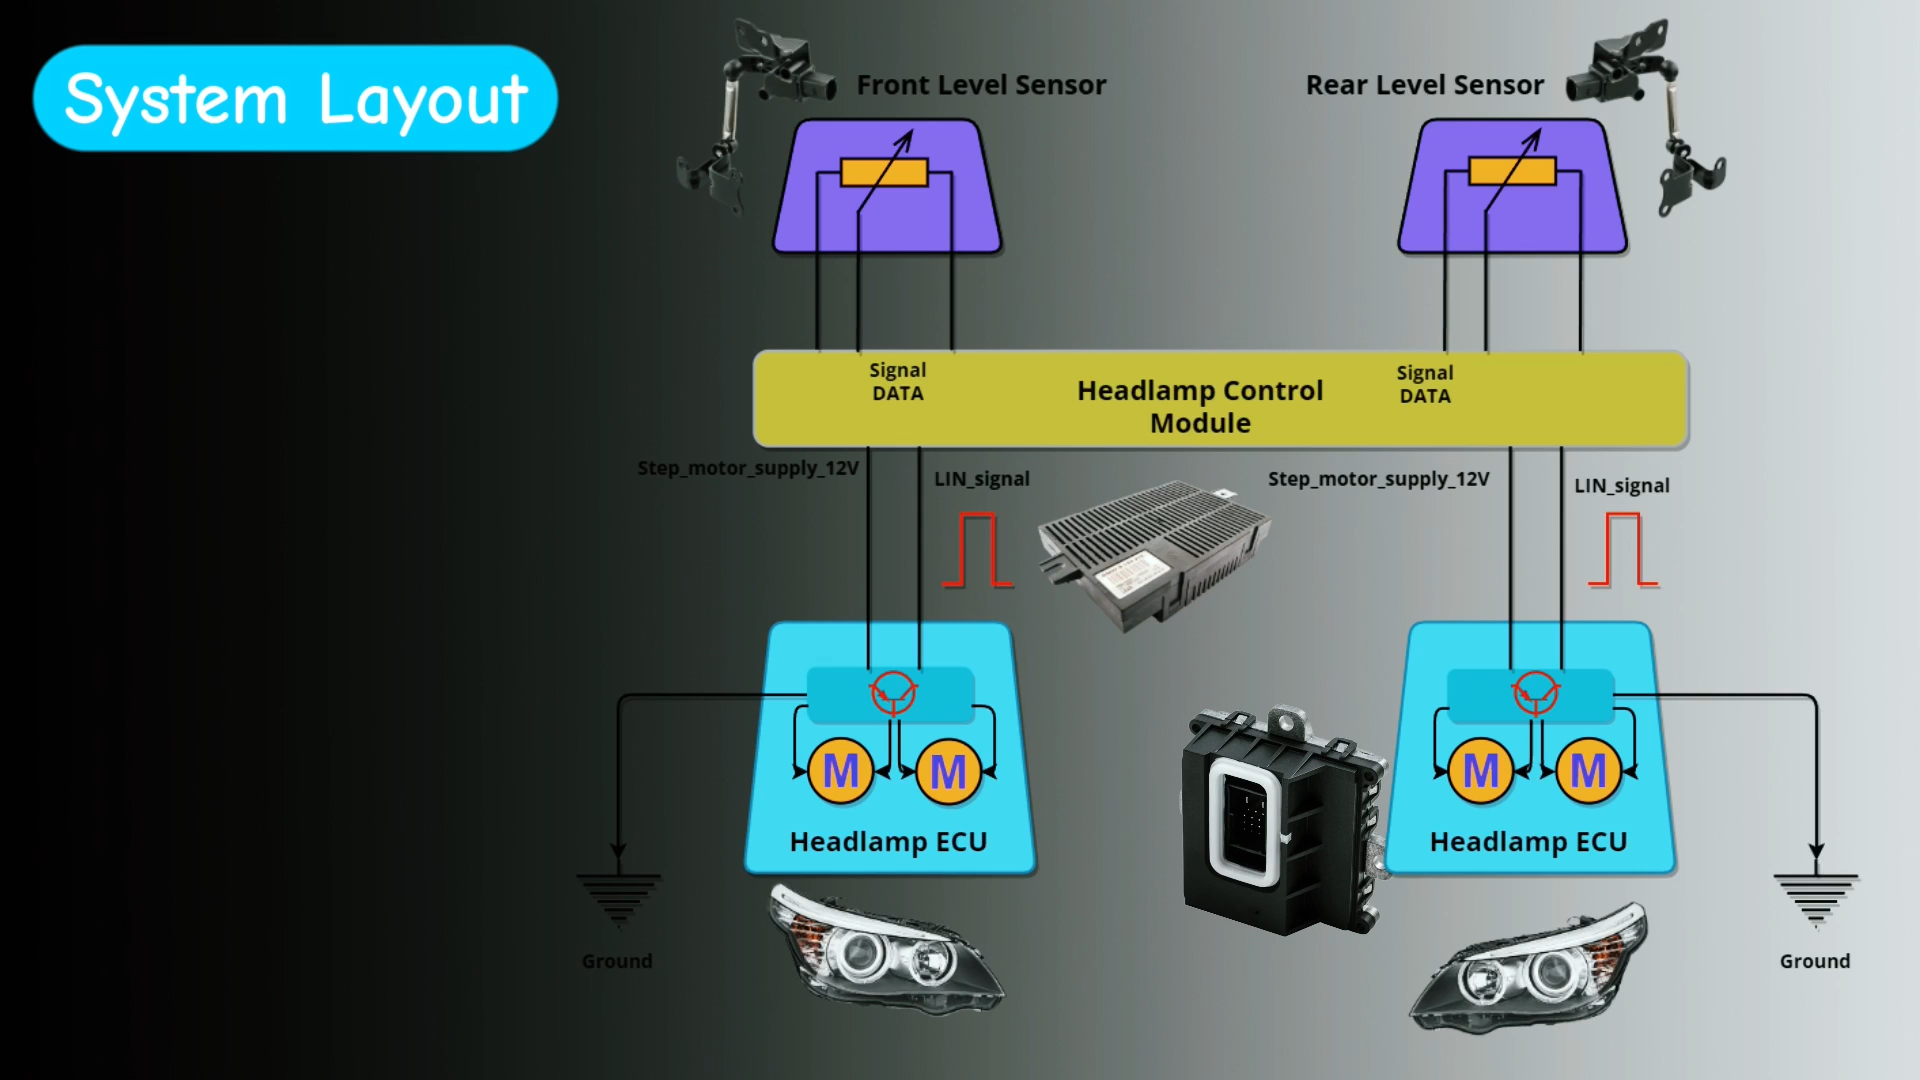 System Layout
Front Level Sensor
Rear Level Sensor
Signal
DATA
Headlamp Control
Module
Signal
DATA
Step_motor_supply_12V
LIN_signal
Step_motor_supply_12V
LIN_signal
M
M
M
M
Headlamp ECU
Headlamp ECU
Ground
Ground